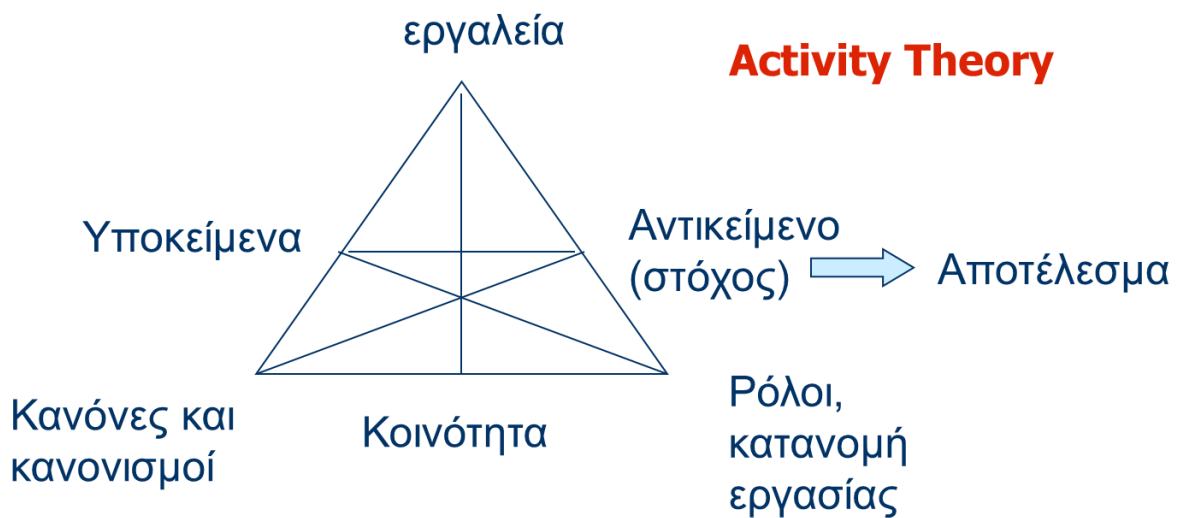 εργαλεία
Activity Theory
Υποκείμενα
Αντικείμενο
(στόχος)
Αποτέλεσμα
Κανόνες και
κανονισμοί
Κοινότητα
Ρόλοι,
κατανομή
εργασίας